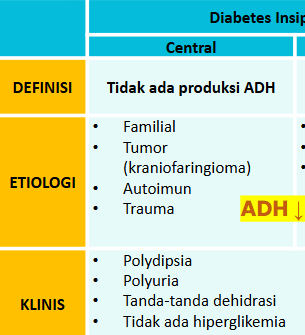 Diabetes Insip
Central
DEFINISI
Tidak ada produksi ADH
ETIOLOGI
• Familial
• Tumor
(kraniofaringioma)
• Autoimun
• Trauma
ADH ↓
KLINIS
• Polydipsia
• Polyuria
• Tanda-tanda dehidrasi
• Tidak ada hiperglikemia